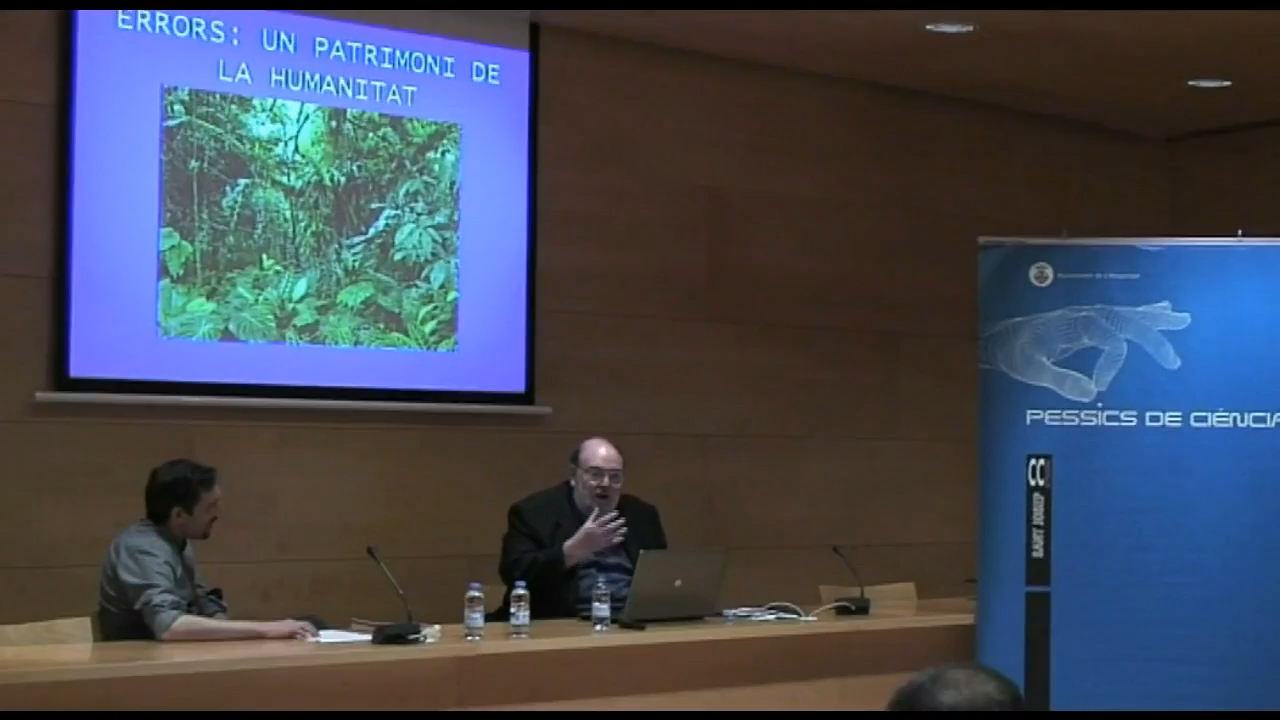 ERRORS: UN PATRIMONI DE
LA HUMANITAT
PESSICS DE CIÈNCIA
CC
SANT JOSEP